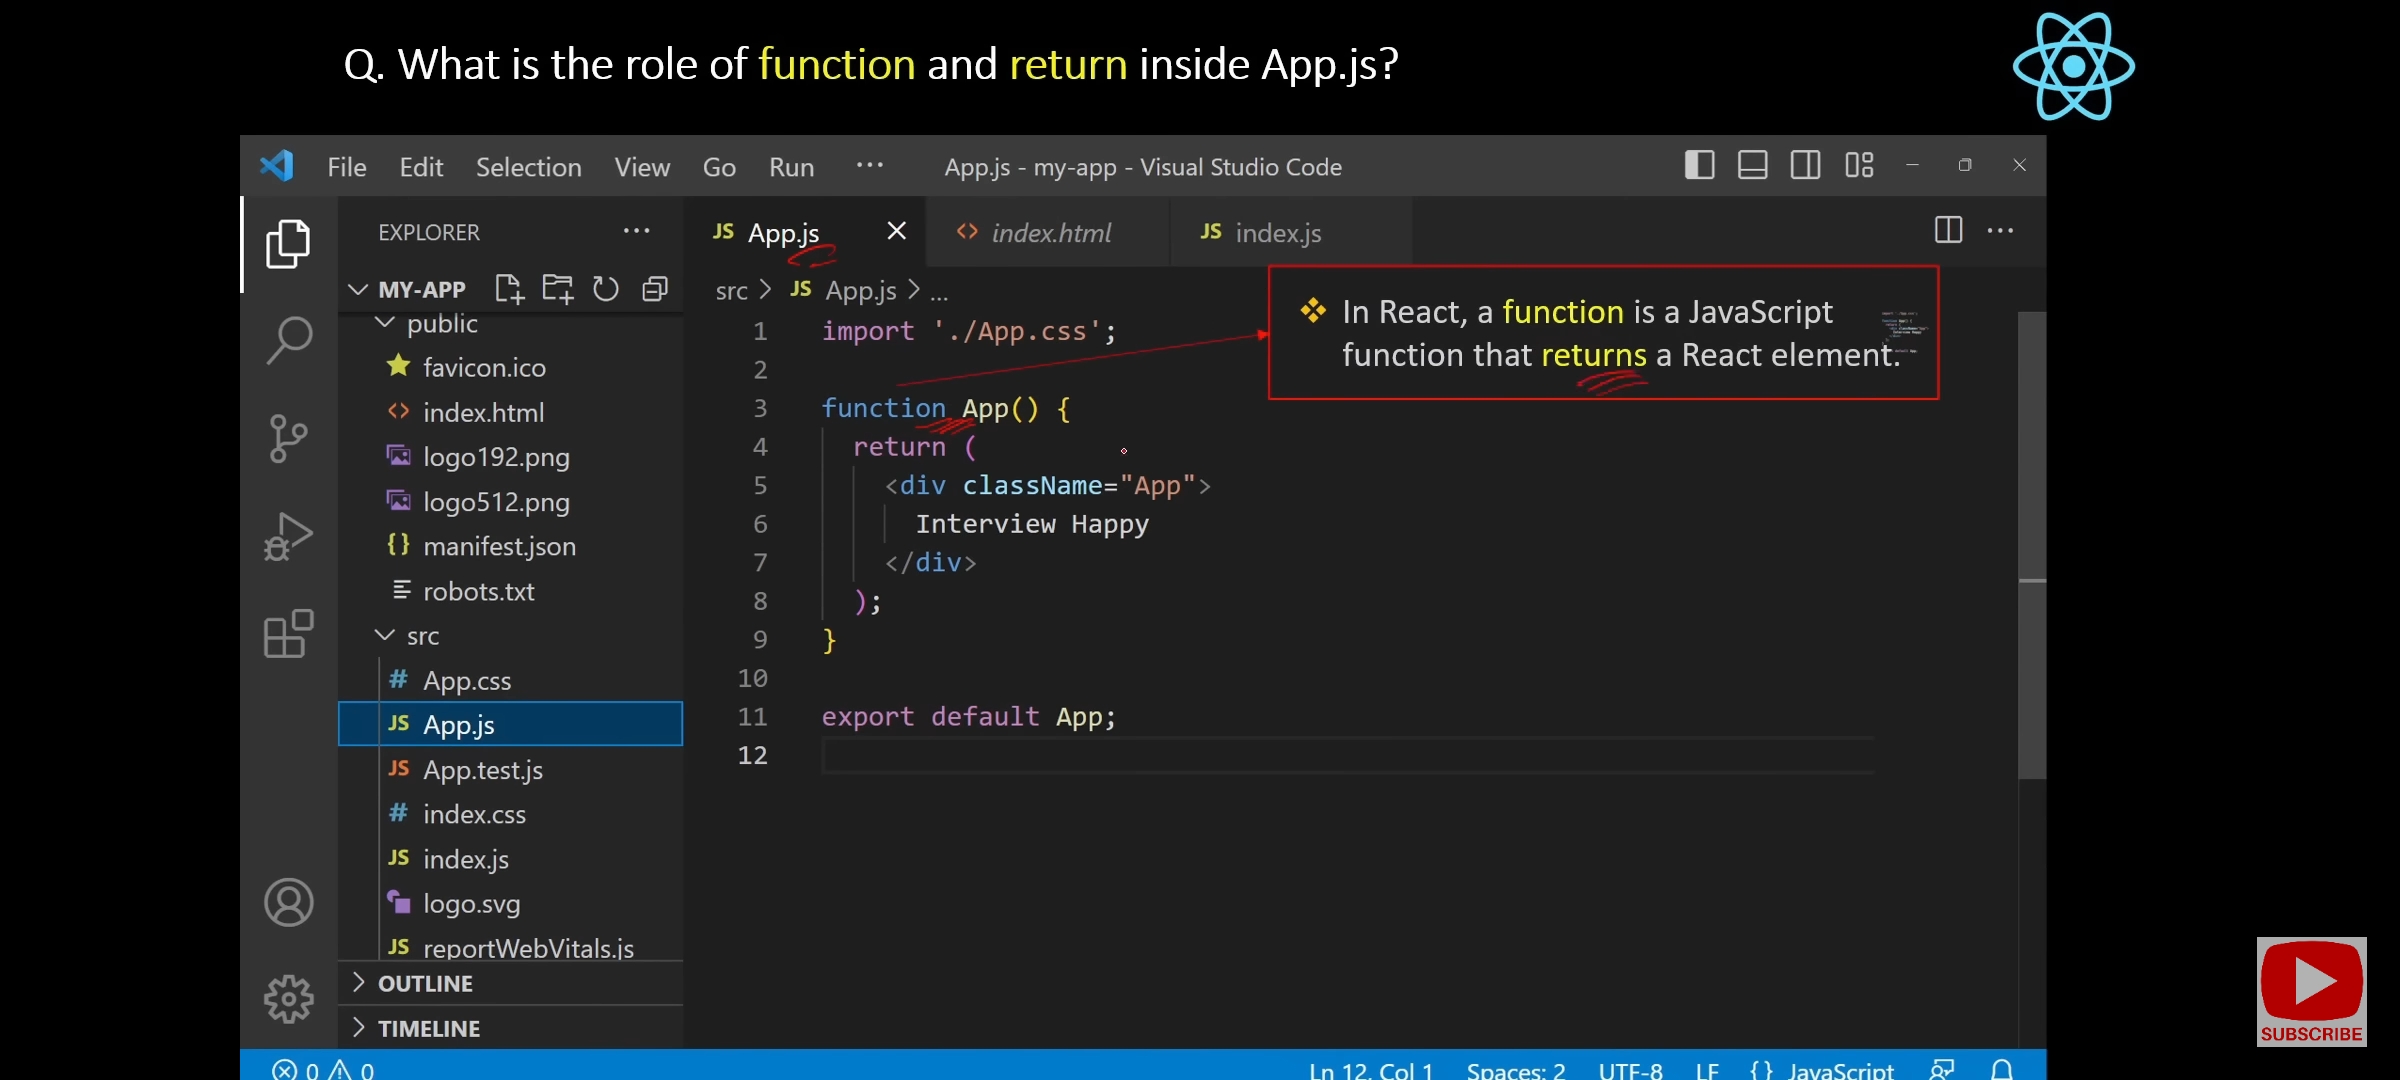 Q. What is the role of function and return inside App.js?
File Edit Selection View Go Run ··· App.js - my-app - Visual Studio Code
EXPLORER ···
JS App.js
index.html
JS index.js
MY-APP
src > JS App.js > ...
public
favicon.ico
index.html
logo192.png
logo512.png
manifest.json
robots.txt
src
# App.css
JS App.js
JS App.test.js
# index.css
JS index.js
logo.svg
JS reportWebVitals.js
OUTLINE
TIMELINE
1 import './App.css';
2
3 function App() {
4 return (
5 <div className="App">
6 Interview Happy
7 </div>
8 );
9 }
10
11 export default App;
12
In React, a function is a JavaScript
function that returns a React element.
SUBSCRIBE
0 0 Ln 12, Col 1 Spaces: 2 UTF-8 LF {} JavaScript